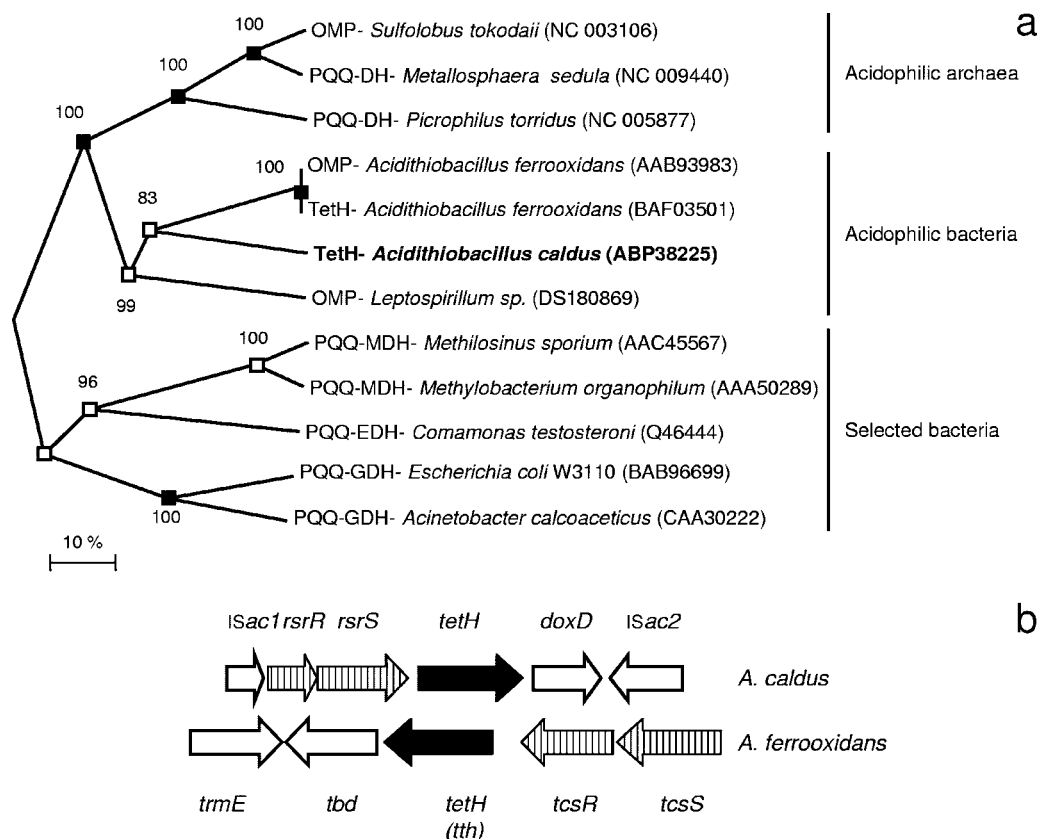 a
100
OMP- Sulfolobus tokodaii (NC 003106)
100
PQQ-DH- Metallosphaera sedula (NC 009440)
Acidophilic archaea
100
PQQ-DH- Picrophilus torridus (NC 005877)
100
OMP- Acidithiobacillus ferrooxidans (AAB93983)
83
TetH- Acidithiobacillus ferrooxidans (BAF03501)
Acidophilic bacteria
TetH- Acidithiobacillus caldus (ABP38225)
99
OMP- Leptospirillum sp. (DS180869)
100
PQQ-MDH- Methilosinus sporium (AAC45567)
96
PQQ-MDH- Methylobacterium organophilum (AAA50289)
PQQ-EDH- Comamonas testosteroni (Q46444)
Selected bacteria
PQQ-GDH- Escherichia coli W3110 (BAB96699)
100
PQQ-GDH- Acinetobacter calcoaceticus (CAA30222)
10 %
b
ISac1 rsrR rsrS tetH doxD ISac2
A. caldus
A. ferrooxidans
trmE tbd tetH tcsR tcsS
(tth)